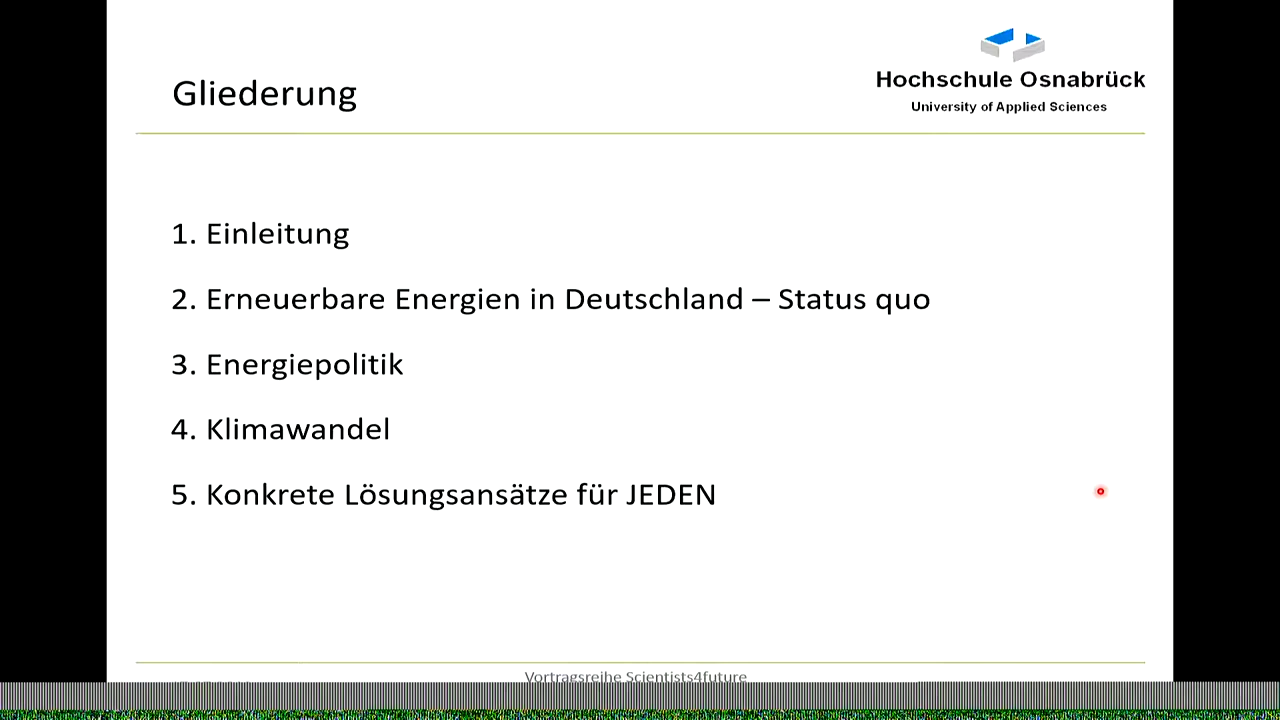 Gliederung
Hochschule Osnabrück
University of Applied Sciences
1. Einleitung
2. Erneuerbare Energien in Deutschland – Status quo
3. Energiepolitik
4. Klimawandel
5. Konkrete Lösungsansätze für JEDEN
Vortragsreihe Scientists4future